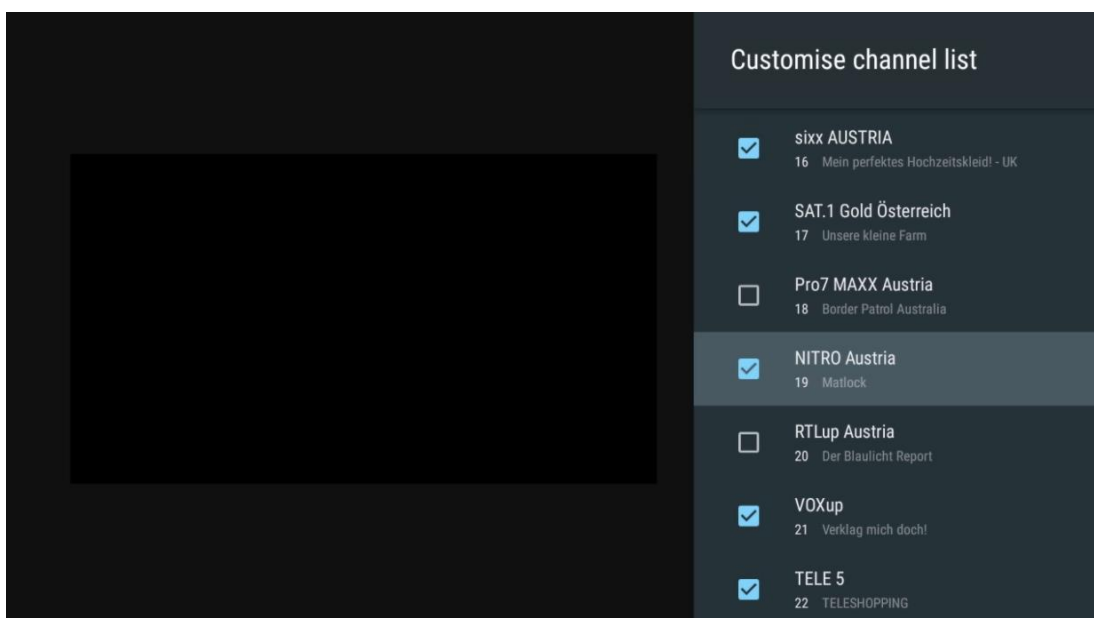 Customise channel list
sixx AUSTRIA
16 Mein perfektes Hochzeitskleid! - UK
SAT.1 Gold Österreich
17 Unsere kleine Farm
Pro7 MAXX Austria
18 Border Patrol Australia
NITRO Austria
19 Matlock
RTLup Austria
20 Der Blaulicht Report
VOXup
21 Verklag mich doch!
TELE 5
22 TELESHOPPING